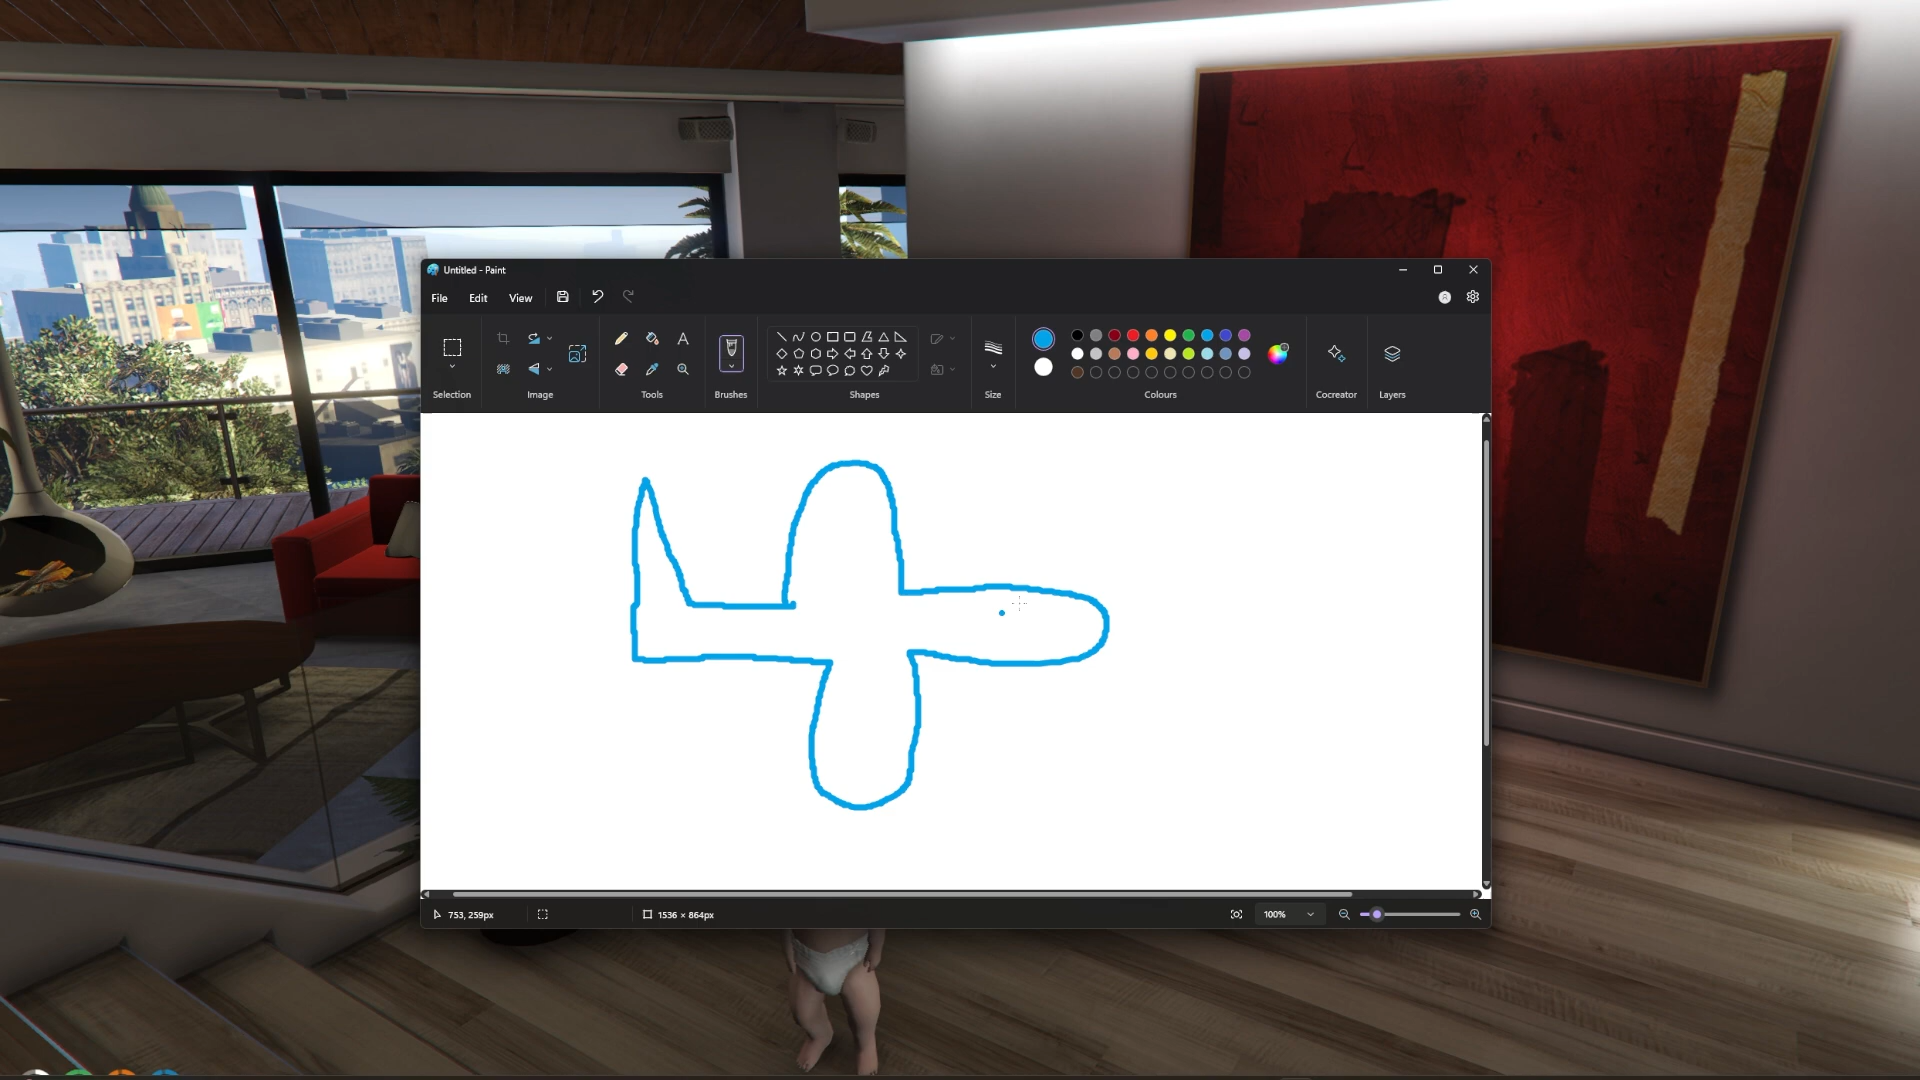 Untitled - Paint
File Edit View
Selection Image Tools Brushes Shapes Size Colours Cocreator Layers
753, 259px 1536 × 864px 100%